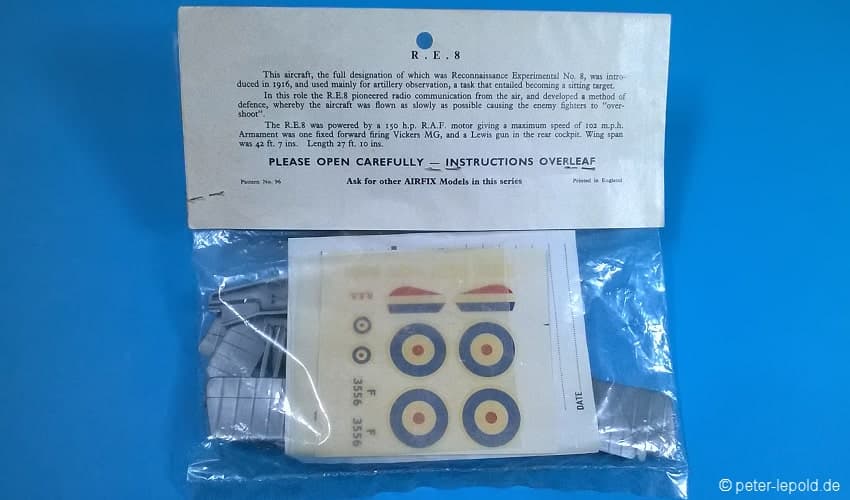 R.E.8
This aircraft, the full designation of which was Reconnaissance Experimental No. 8, was intro-
duced in 1916, and used mainly for artillery observation, a task that entailed becoming a sitting target.
In this role the R.E.8 pioneered radio communication from the air, and developed a method of
defence, whereby the aircraft was flown as slowly as possible causing the enemy fighters to "over-
shoot".
The R.E.8 was powered by a 150 h.p. R.A.F. motor giving a maximum speed of 102 m.p.h.
Armament was one fixed forward firing Vickers MG, and a Lewis gun in the rear cockpit. Wing span
was 42 ft. 7 ins. Length 27 ft. 10 ins.
PLEASE OPEN CAREFULLY — INSTRUCTIONS OVERLEAF
Pattern No. 96 Ask for other AIRFIX Models in this series Printed in England
R.E.8
F 3556
F 3556
DATE
© peter-lepold.de